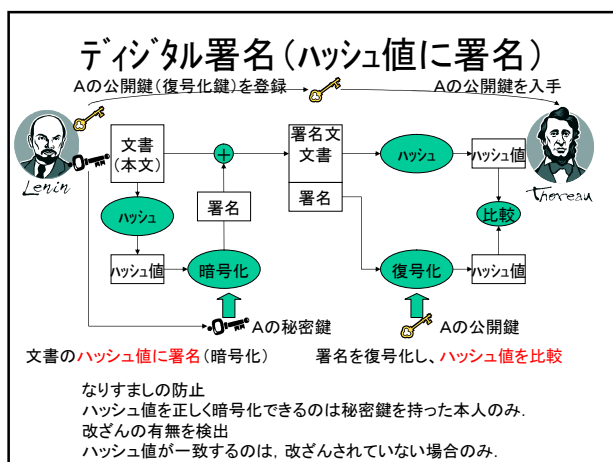 ディジタル署名(ハッシュ値に署名)
Aの公開鍵(復号化鍵)を登録
Aの公開鍵を入手
Lenin
文書
(本文)
+
署名文
文書
ハッシュ
ハッシュ値
Thoreau
ハッシュ
署名
署名
比較
ハッシュ値
暗号化
復号化
ハッシュ値
Aの秘密鍵
Aの公開鍵
文書のハッシュ値に署名(暗号化)
署名を復号化し、ハッシュ値を比較
なりすましの防止
ハッシュ値を正しく暗号化できるのは秘密鍵を持った本人のみ.
改ざんの有無を検出
ハッシュ値が一致するのは, 改ざんされていない場合のみ.